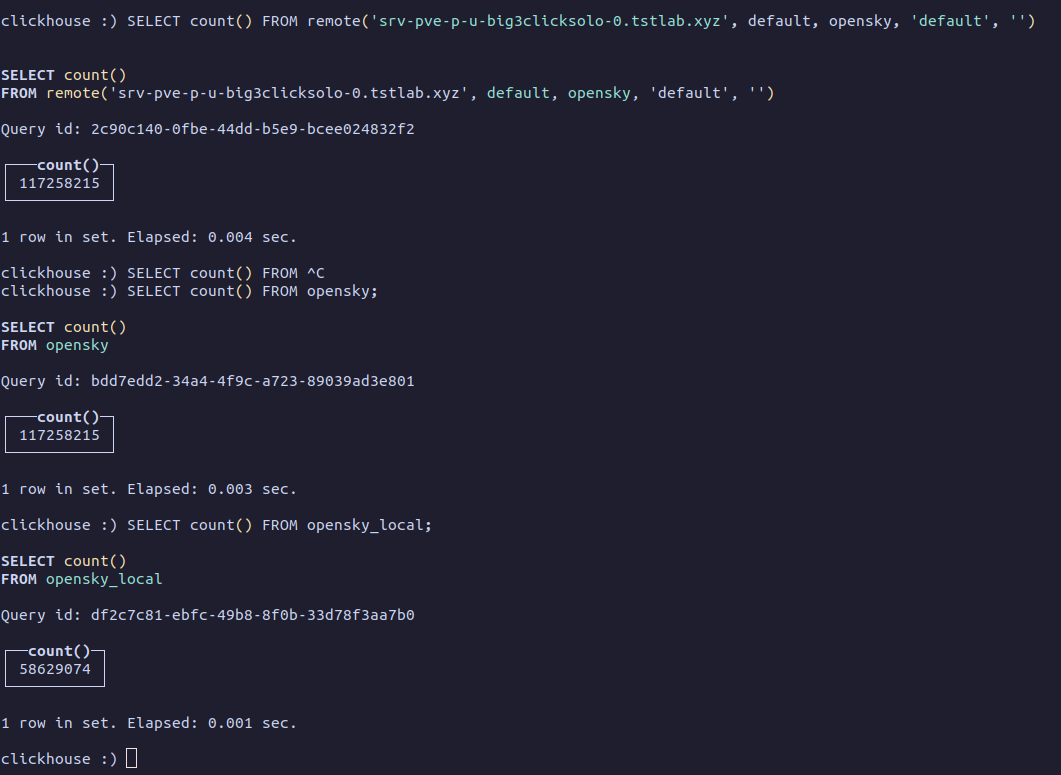 clickhouse :) SELECT count() FROM remote('srv-pve-p-u-big3clicksolo-0.tstlab.xyz', default, opensky, 'default', '')
SELECT count()
FROM remote('srv-pve-p-u-big3clicksolo-0.tstlab.xyz', default, opensky, 'default', '')
Query id: 2c90c140-0fbe-44dd-b5e9-bcee024832f2
count()
117258215
1 row in set. Elapsed: 0.004 sec.
clickhouse :) SELECT count() FROM ^C
clickhouse :) SELECT count() FROM opensky;
SELECT count()
FROM opensky
Query id: bdd7edd2-34a4-4f9c-a723-89039ad3e801
count()
117258215
1 row in set. Elapsed: 0.003 sec.
clickhouse :) SELECT count() FROM opensky_local;
SELECT count()
FROM opensky_local
Query id: df2c7c81-ebfc-49b8-8f0b-33d78f3aa7b0
count()
58629074
1 row in set. Elapsed: 0.001 sec.
clickhouse :)